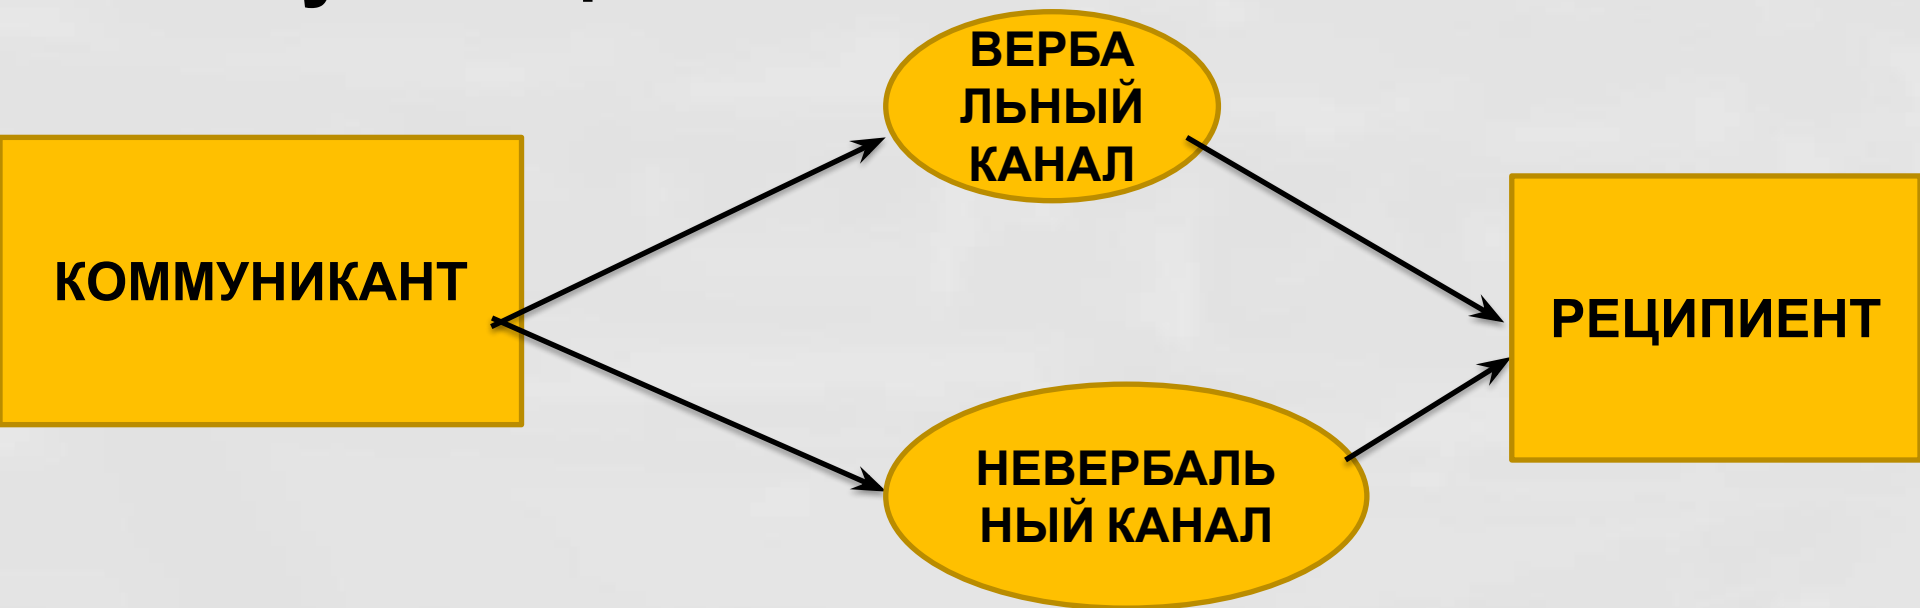 ВЕРБА
ЛЬНЫЙ
КАНАЛ
КОММУНИКАНТ
РЕЦИПИЕНТ
НЕВЕРБАЛЬ
НЫЙ КАНАЛ